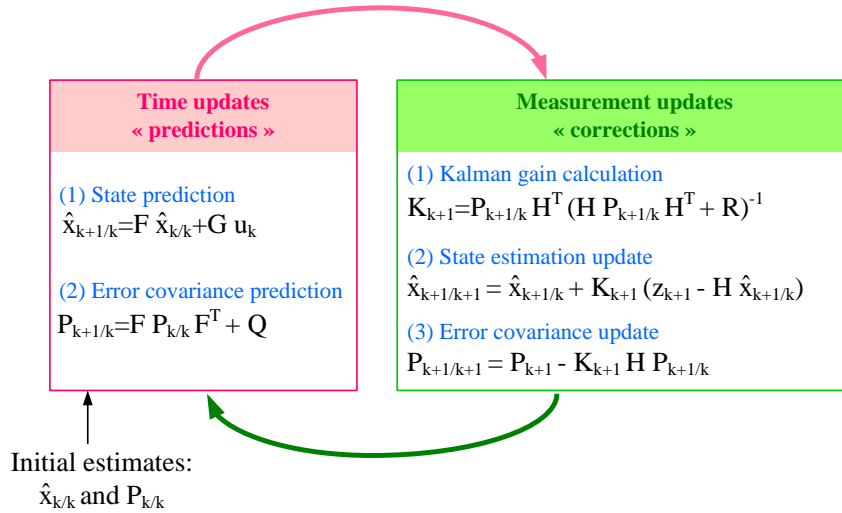 Time updates
« predictions »
(1) State prediction
x̂ₖ₊₁/ₖ=F x̂ₖ/ₖ+G uₖ
(2) Error covariance prediction
Pₖ₊₁/ₖ=F Pₖ/ₖ Fᵀ + Q
Measurement updates
« corrections »
(1) Kalman gain calculation
Kₖ₊₁=Pₖ₊₁/ₖ Hᵀ (H Pₖ₊₁/ₖ Hᵀ + R)⁻¹
(2) State estimation update
x̂ₖ₊₁/ₖ₊₁ = x̂ₖ₊₁/ₖ + Kₖ₊₁ (zₖ₊₁ - H x̂ₖ₊₁/ₖ)
(3) Error covariance update
Pₖ₊₁/ₖ₊₁ = Pₖ₊₁ - Kₖ₊₁ H Pₖ₊₁/ₖ
Initial estimates:
x̂ₖ/ₖ and Pₖ/ₖ